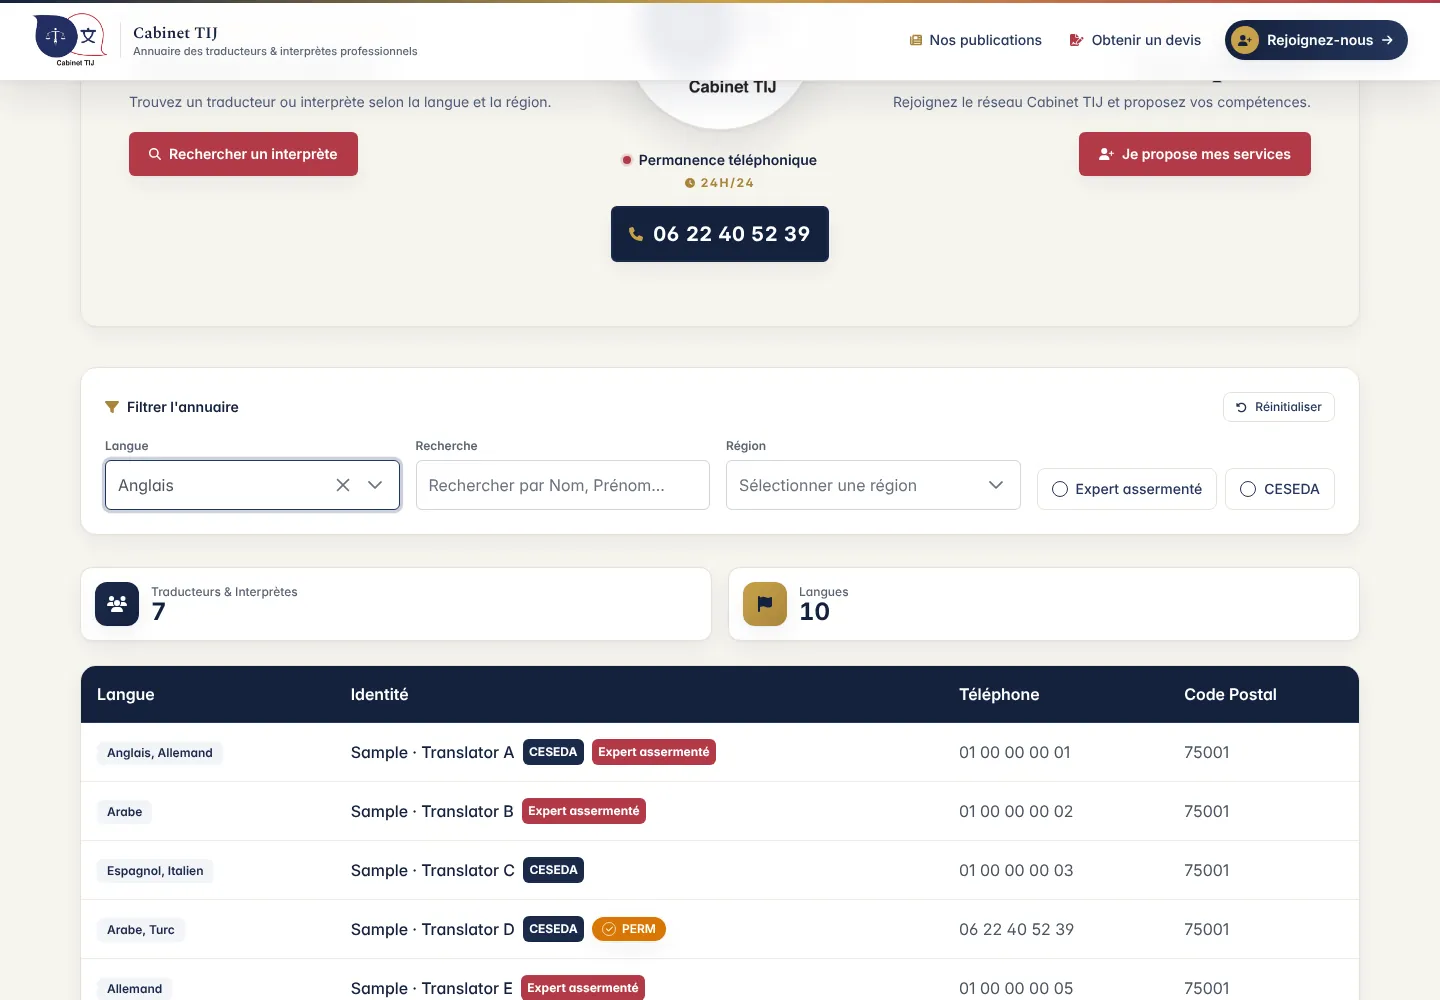 Cabinet TIJ
Cabinet TIJ
Annuaire des traducteurs & interprètes professionnels
Nos publications
Obtenir un devis
Rejoignez-nous
Cabinet TIJ
Trouvez un traducteur ou interprète selon la langue et la région.
Rejoignez le réseau Cabinet TIJ et proposez vos compétences.
Rechercher un interprète
Je propose mes services
Permanence téléphonique
24H/24
06 22 40 52 39
Filtrer l'annuaire
Réinitialiser
Langue
Recherche
Région
Anglais
Rechercher par Nom, Prénom...
Sélectionner une région
Expert assermenté
CESEDA
Traducteurs & Interprètes
7
Langues
10
Langue Identité Téléphone Code Postal
Anglais, Allemand Sample · Translator A CESEDA Expert assermenté 01 00 00 00 01 75001
Arabe Sample · Translator B Expert assermenté 01 00 00 00 02 75001
Espagnol, Italien Sample · Translator C CESEDA 01 00 00 00 03 75001
Arabe, Turc Sample · Translator D CESEDA PERM 06 22 40 52 39 75001
Allemand Sample · Translator E Expert assermenté 01 00 00 00 05 75001